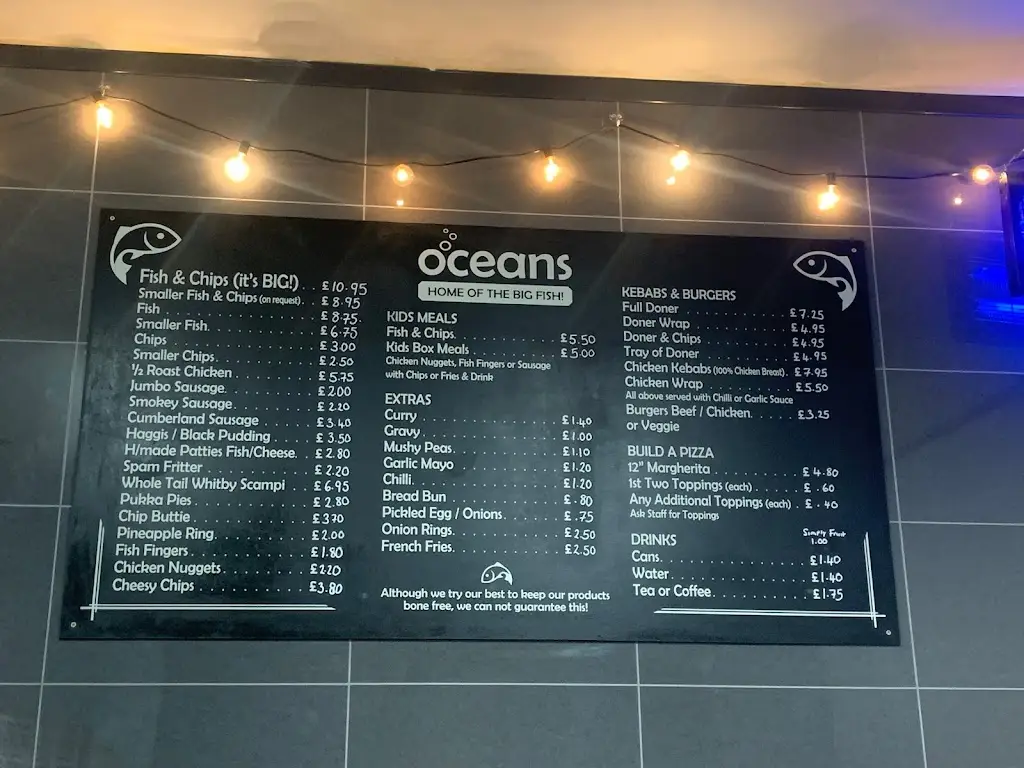 Fish & Chips (it's BIG!) . . £10.95
Smaller Fish & Chips (on request) . . . £8.95
Fish . . . . . . . . . . £8.75
Smaller Fish. . . . . . . . £6.75
Chips . . . . . . . . . . £3.00
Smaller Chips. . . . . . . . £2.50
½ Roast Chicken . . . . . . £5.75
Jumbo Sausage. . . . . . . £2.00
Smokey Sausage. . . . . . . £2.20
Cumberland Sausage . . . . £3.40
Haggis / Black Pudding . . . £3.50
H/made Patties Fish/Cheese. . £2.80
Spam Fritter . . . . . . . . £2.20
Whole Tail Whitby Scampi . . £6.95
Pukka Pies . . . . . . . . £2.80
Chip Buttie . . . . . . . . £3.70
Pineapple Ring. . . . . . . £2.00
Fish Fingers . . . . . . . . £1.80
Chicken Nuggets . . . . . . £2.20
Cheesy Chips . . . . . . . £3.80
oceans
HOME OF THE BIG FISH!
KIDS MEALS
Fish & Chips. . . . . . . . £5.50
Kids Box Meals . . . . . . . £5.00
Chicken Nuggets, Fish Fingers or Sausage
with Chips or Fries & Drink
EXTRAS
Curry . . . . . . . . . . £1.40
Gravy . . . . . . . . . . £1.00
Mushy Peas. . . . . . . . £1.10
Garlic Mayo . . . . . . . . £1.20
Chilli . . . . . . . . . . £1.20
Bread Bun . . . . . . . . £.80
Pickled Egg / Onions . . . . . £.75
Onion Rings. . . . . . . . £2.50
French Fries. . . . . . . . £2.50
Although we try our best to keep our products
bone free, we can not guarantee this!
KEBABS & BURGERS
Full Doner . . . . . . . . £7.25
Doner Wrap . . . . . . . . £4.95
Doner & Chips . . . . . . . £4.95
Tray of Doner . . . . . . . £4.95
Chicken Kebabs (100% Chicken Breast) . £7.95
Chicken Wrap . . . . . . . £5.50
All above served with Chilli or Garlic Sauce
Burgers Beef / Chicken. . . . £3.25
or Veggie
BUILD A PIZZA
12" Margherita . . . . . . . £4.80
1st Two Toppings (each) . . . . £.60
Any Additional Toppings (each) . . £.40
Ask Staff for Toppings
DRINKS
Simply Fruit
1.00
Cans. . . . . . . . . . . £1.40
Water . . . . . . . . . . £1.40
Tea or Coffee . . . . . . . £1.75